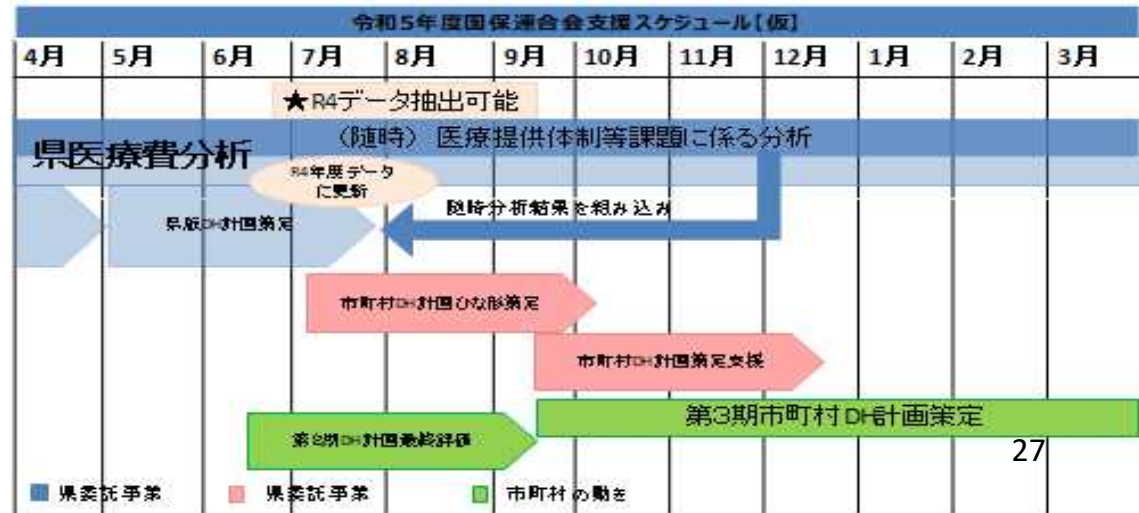 令和5年度国保連合会支援スケジュール【仮】
4月 5月 6月 7月 8月 9月 10月 11月 12月 1月 2月 3月
★R4データ抽出可能
(随時) 医療提供体制等課題に係る分析
県医療費分析
R4年度データ
に更新
随時分析結果を組み込み
県版DH計画策定
市町村DH計画ひな形策定
市町村DH計画策定支援
第3期市町村DH計画策定
第2期DH計画最終評価
27
県委託事業 県委託事業 市町村の動き